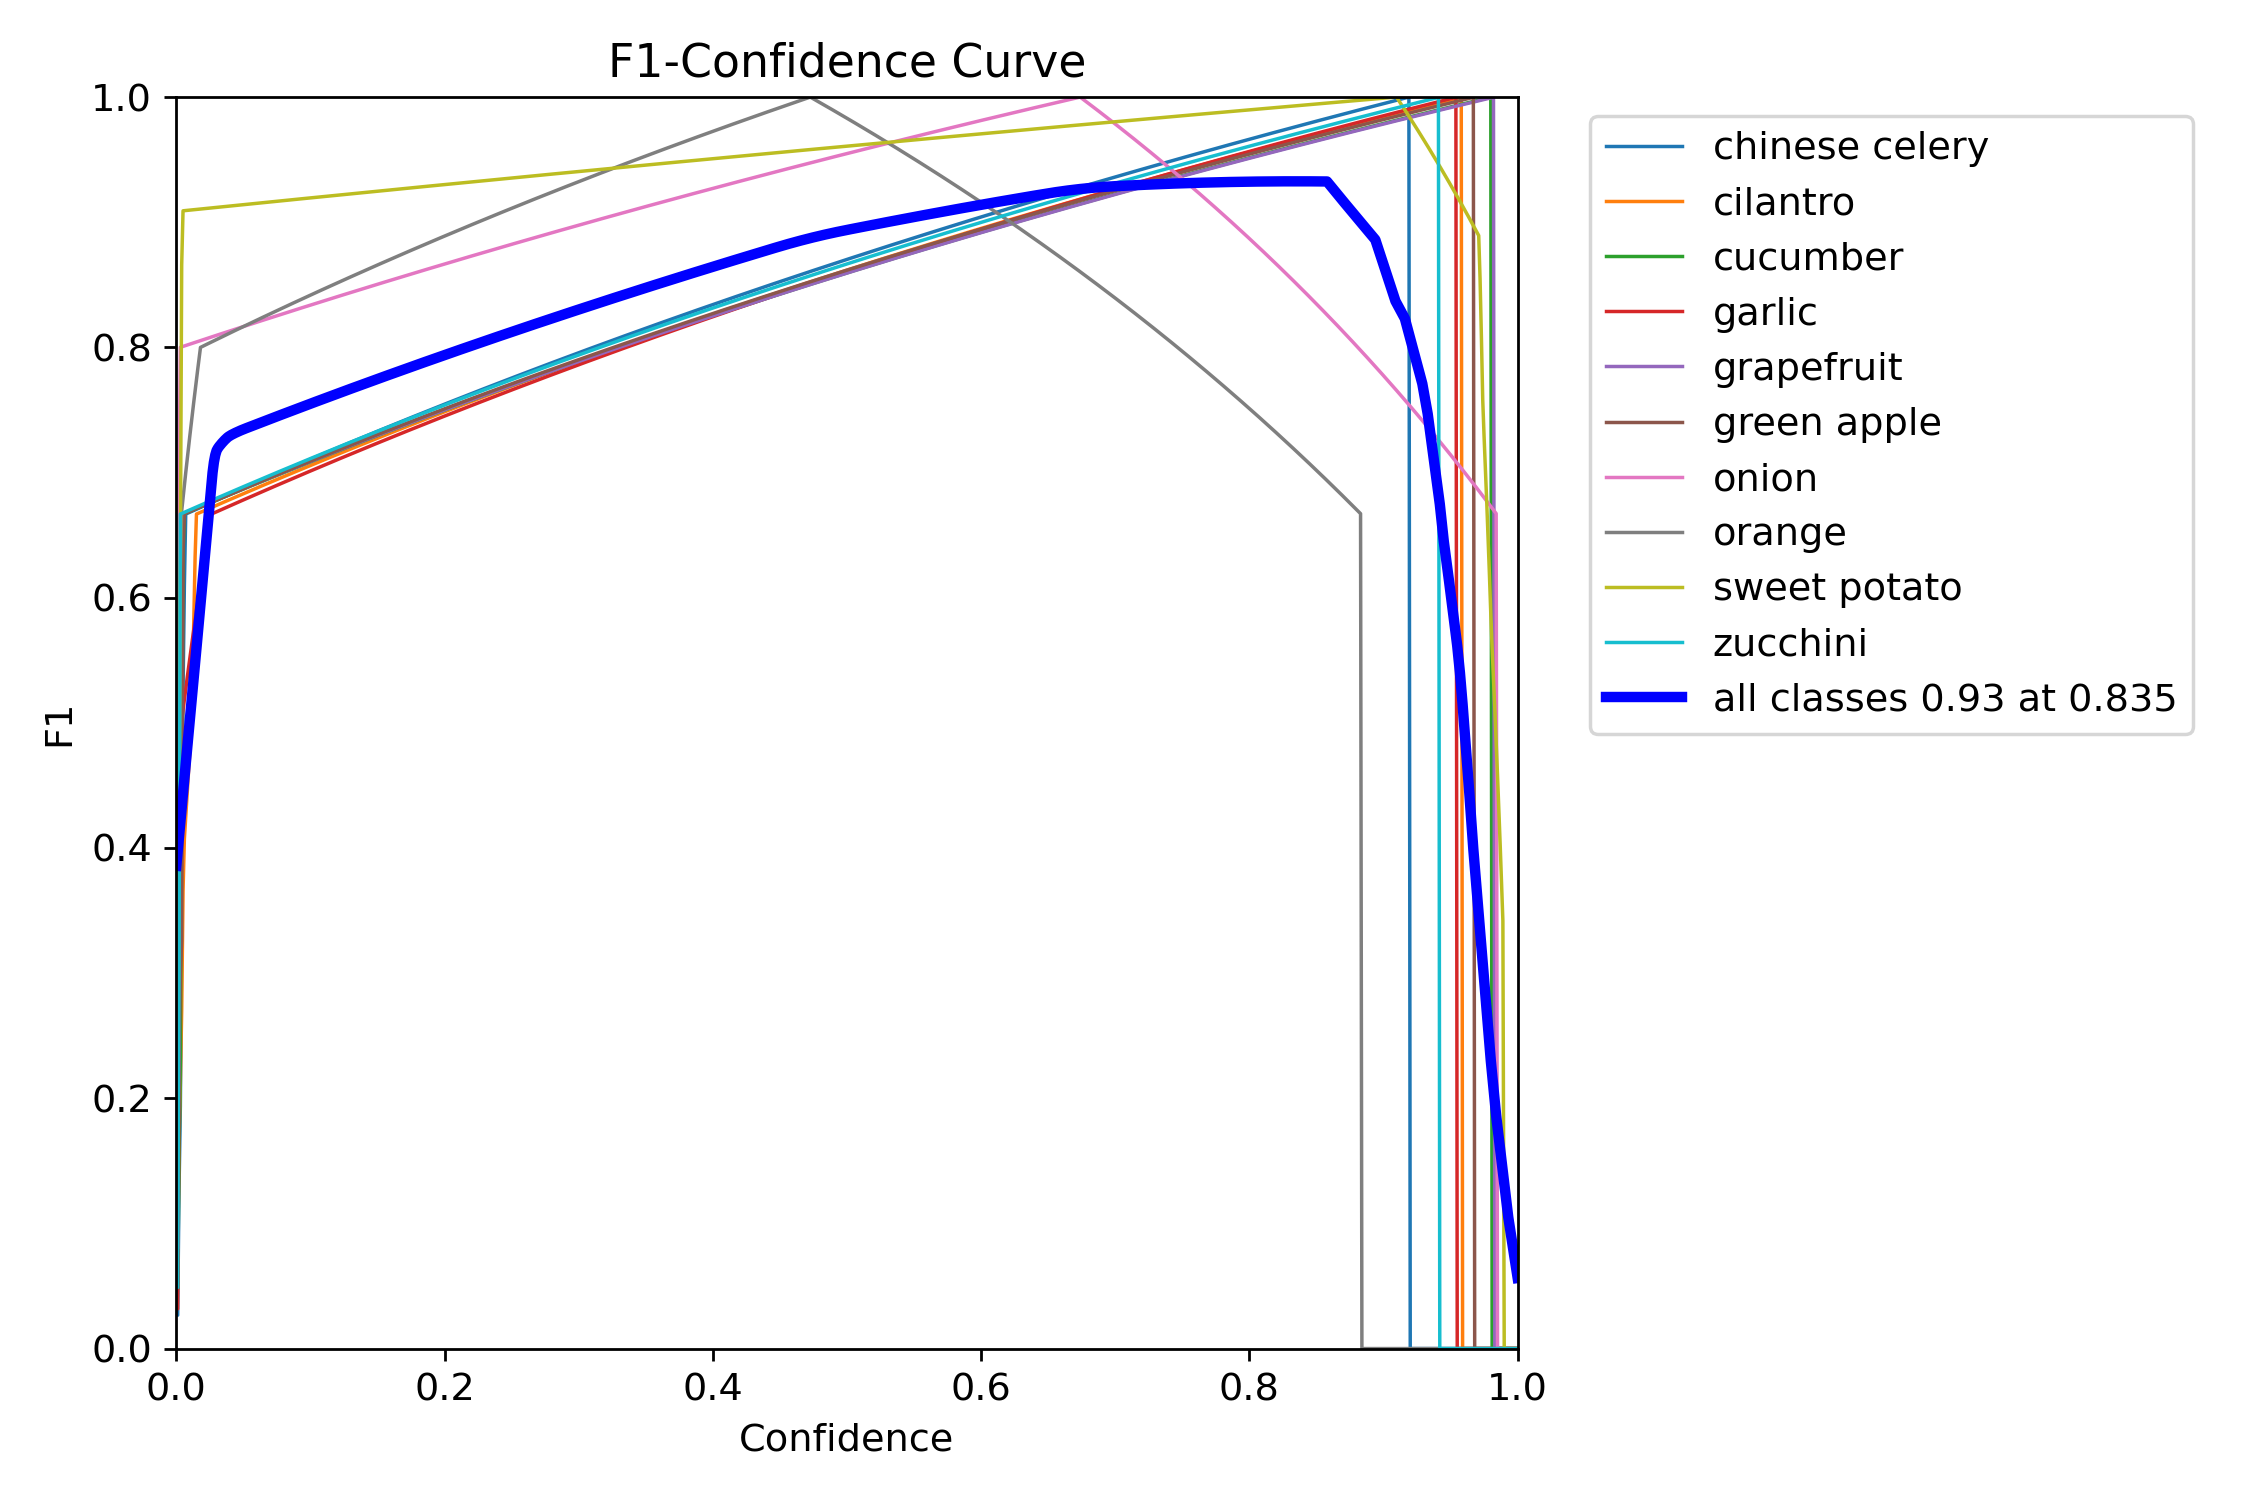 F1-Confidence Curve
1.0
0.8
0.6
0.4
0.2
0.0
F1
0.0 0.2 0.4 0.6 0.8 1.0
Confidence
chinese celery
cilantro
cucumber
garlic
grapefruit
green apple
onion
orange
sweet potato
zucchini
all classes 0.93 at 0.835